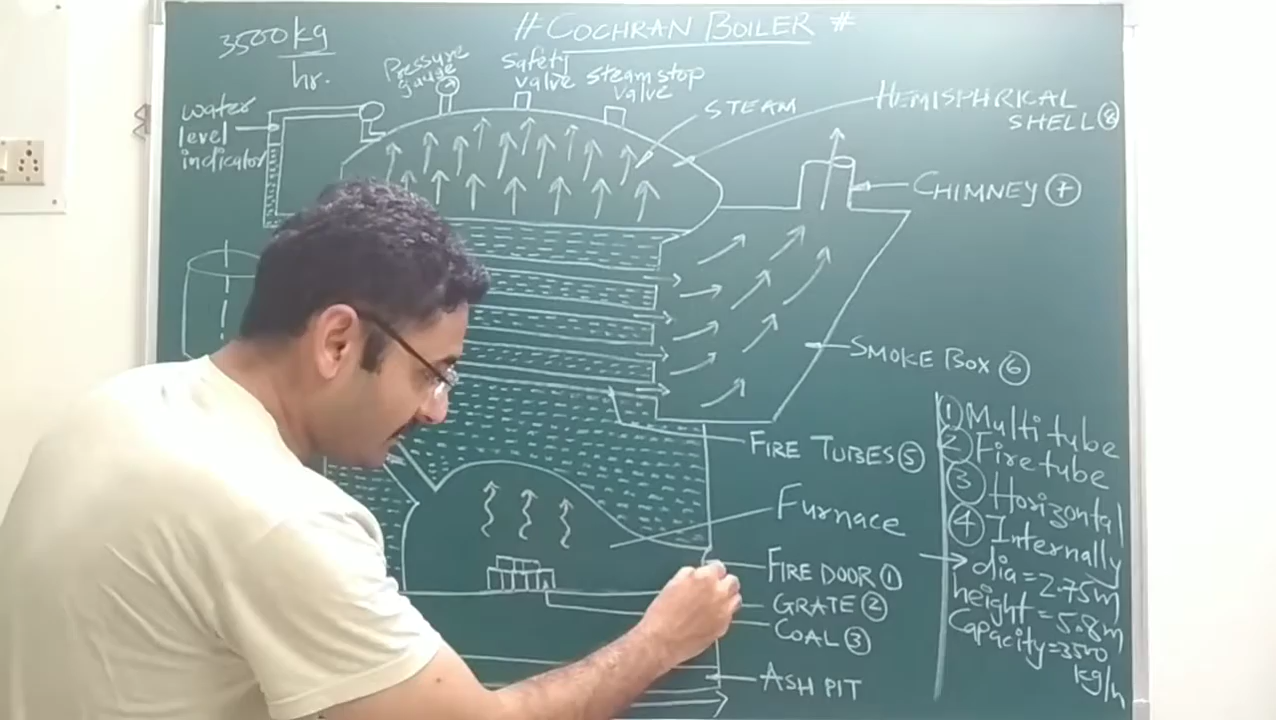 # COCHRAN BOILER #
3500 kg
hr.
Pressure
gauge
Safety
valve
steam stop
valve
water
level
indicator
STEAM
HEMISPHRICAL
SHELL 8
CHIMNEY 7
SMOKE BOX 6
FIRE TUBES 5
Furnace
FIRE DOOR 1
GRATE 2
COAL 3
ASH PIT
1 Multi tube
2 Fire tube
3 Horizontal
4 Internally
dia = 2.75m
height = 5.8m
Capacity = 3500
kg/h